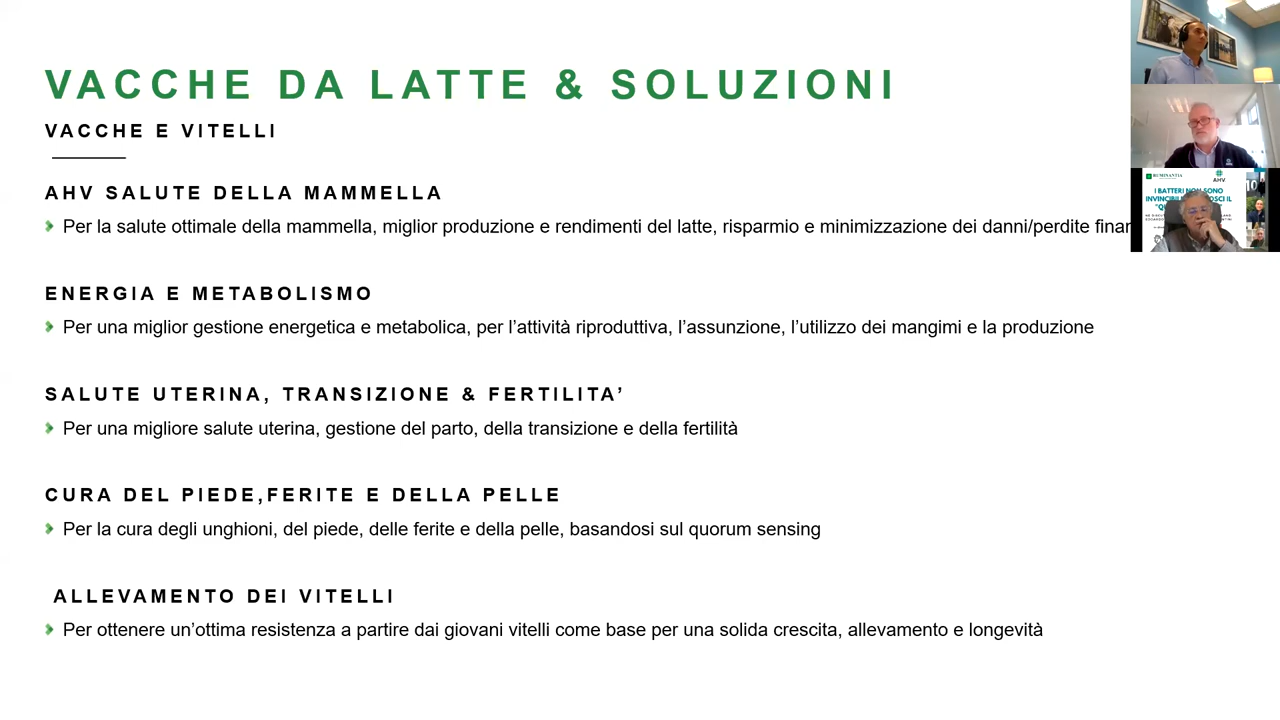 VACCHE DA LATTE & SOLUZIONI
VACCHE E VITELLI
AHV SALUTE DELLA MAMMELLA
Per la salute ottimale della mammella, miglior produzione e rendimenti del latte, risparmio e minimizzazione dei danni/perdite
ENERGIA E METABOLISMO
Per una miglior gestione energetica e metabolica, per l’attività riproduttiva, l’assunzione, l’utilizzo dei mangimi e la produzione
SALUTE UTERINA, TRANSIZIONE & FERTILITA’
Per una migliore salute uterina, gestione del parto, della transizione e della fertilità
CURA DEL PIEDE,FERITE E DELLA PELLE
Per la cura degli unghioni, del piede, delle ferite e della pelle, basandosi sul quorum sensing
ALLEVAMENTO DEI VITELLI
Per ottenere un’ottima resistenza a partire dai giovani vitelli come base per una solida crescita, allevamento e longevità
RUMINANTIA
AHV
I BATTERI NON SONO